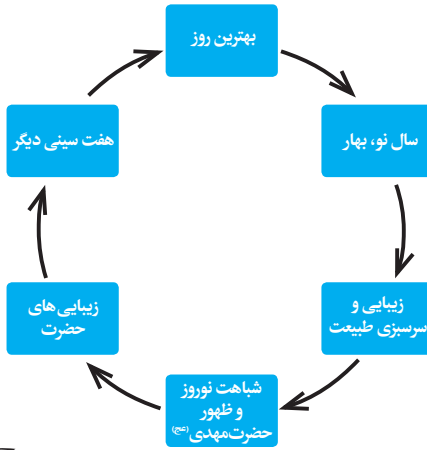 بهترین روز
سال نو، بهار
زیبایی و
سرسبزی طبیعت
شباهت نوروز
و ظهور
حضرت‌مهدی (عج)
زیبایی‌های
حضرت
هفت سینی دیگر